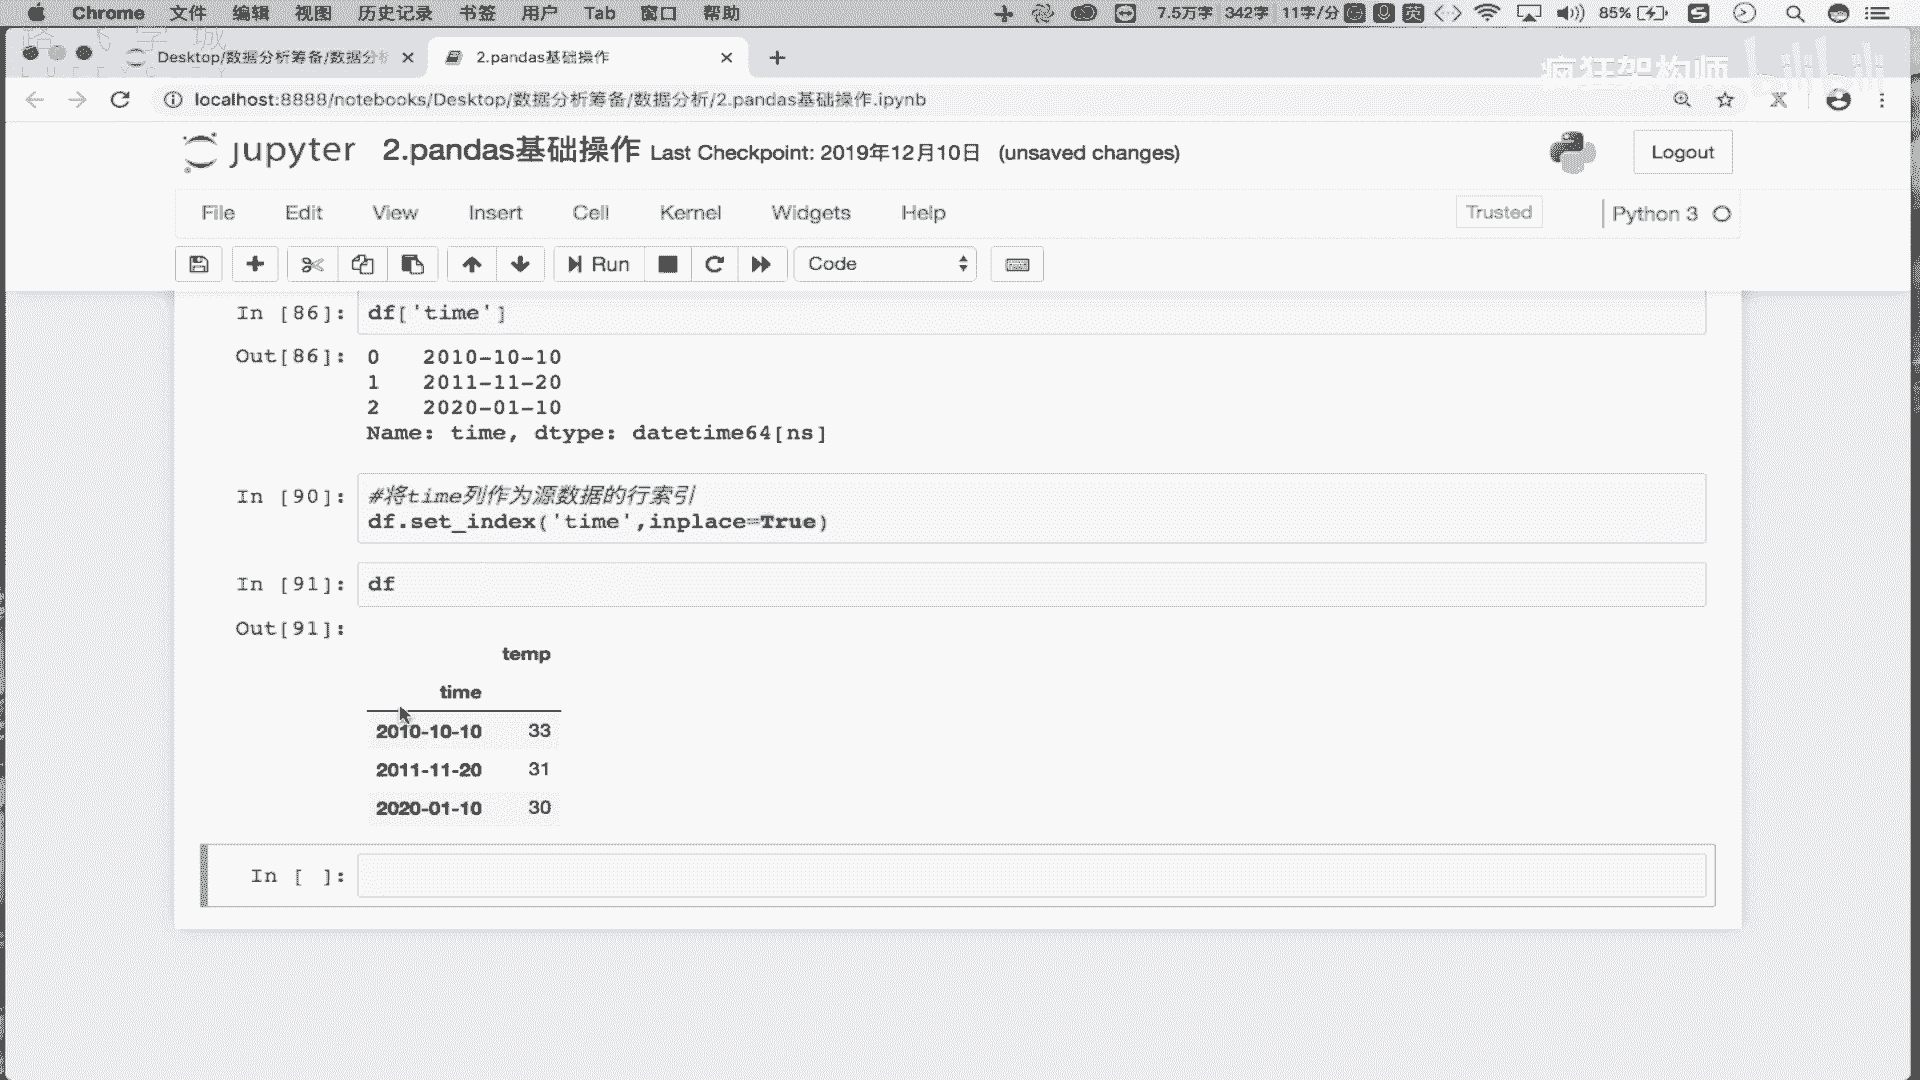 Chrome 文件 编辑 视图 历史记录 书签 用户 Tab 窗口 帮助 7.5万字 342字 11字/分 英 85%
Desktop/数据分析筹备/数据分析 2.pandas基础操作
疯狂架构师 bilibili
localhost:8888/notebooks/Desktop/数据分析筹备/数据分析/2.pandas基础操作.ipynb
jupyter 2.pandas基础操作 Last Checkpoint: 2019年12月10日 (unsaved changes) Logout
File Edit View Insert Cell Kernel Widgets Help Trusted Python 3
Run Code
In [86]: df['time']
Out[86]: 0 2010-10-10
1 2011-11-20
2 2020-01-10
Name: time, dtype: datetime64[ns]
In [90]: #将time列作为源数据的行索引
df.set_index('time',inplace=True)
In [91]: df
Out[91]:
temp
time
2010-10-10 33
2011-11-20 31
2020-01-10 30
In [ ]: